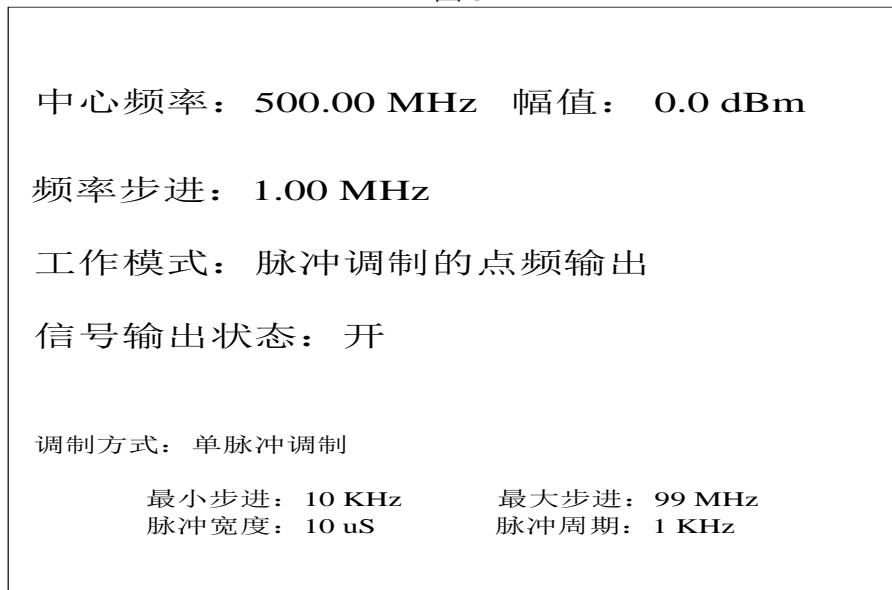 中心频率：500.00 MHz 幅值： 0.0 dBm
频率步进：1.00 MHz
工作模式：脉冲调制的点频输出
信号输出状态：开
调制方式：单脉冲调制
最小步进：10 KHz 最大步进：99 MHz
脉冲宽度：10 uS 脉冲周期：1 KHz